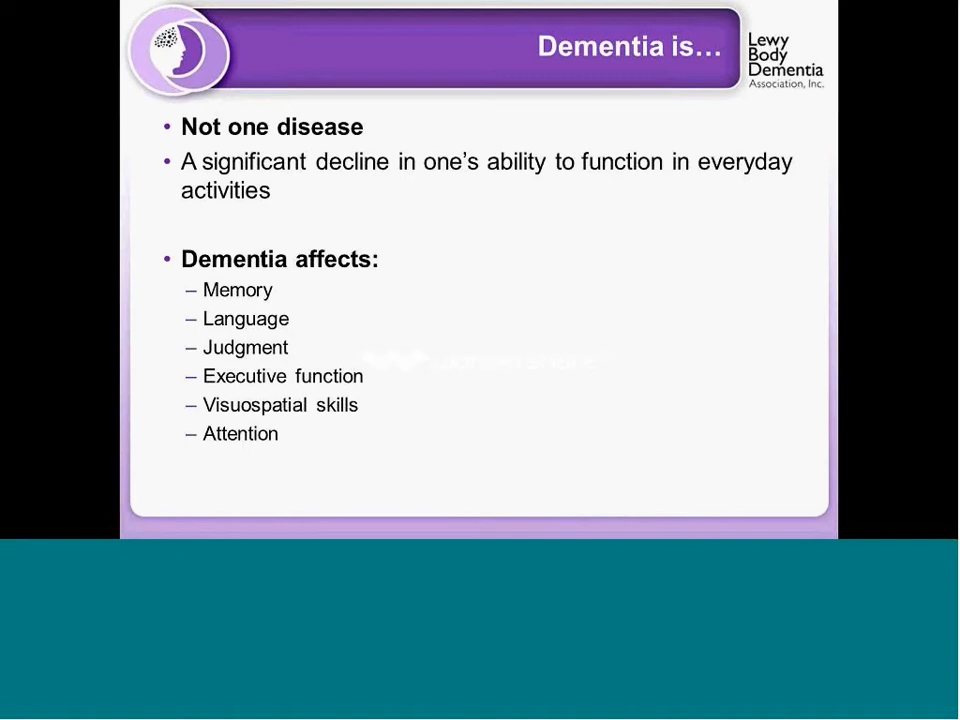 Dementia is…
Lewy
Body
Dementia
Association, Inc.
• Not one disease
• A significant decline in one’s ability to function in everyday
activities
• Dementia affects:
– Memory
– Language
– Judgment
– Executive function
– Visuospatial skills
– Attention